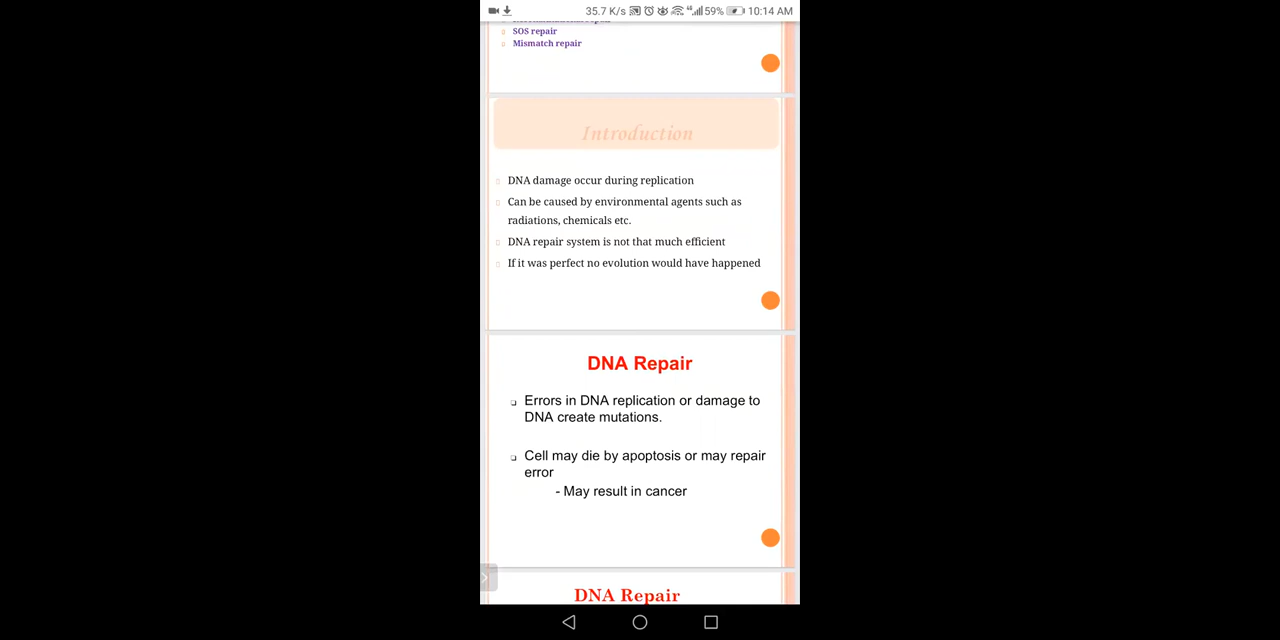 35.7 K/s 59% 10:14 AM
SOS repair
Mismatch repair
Introduction
DNA damage occur during replication
Can be caused by environmental agents such as
radiations, chemicals etc.
DNA repair system is not that much efficient
If it was perfect no evolution would have happened
DNA Repair
Errors in DNA replication or damage to
DNA create mutations.
Cell may die by apoptosis or may repair
error
- May result in cancer
DNA Repair